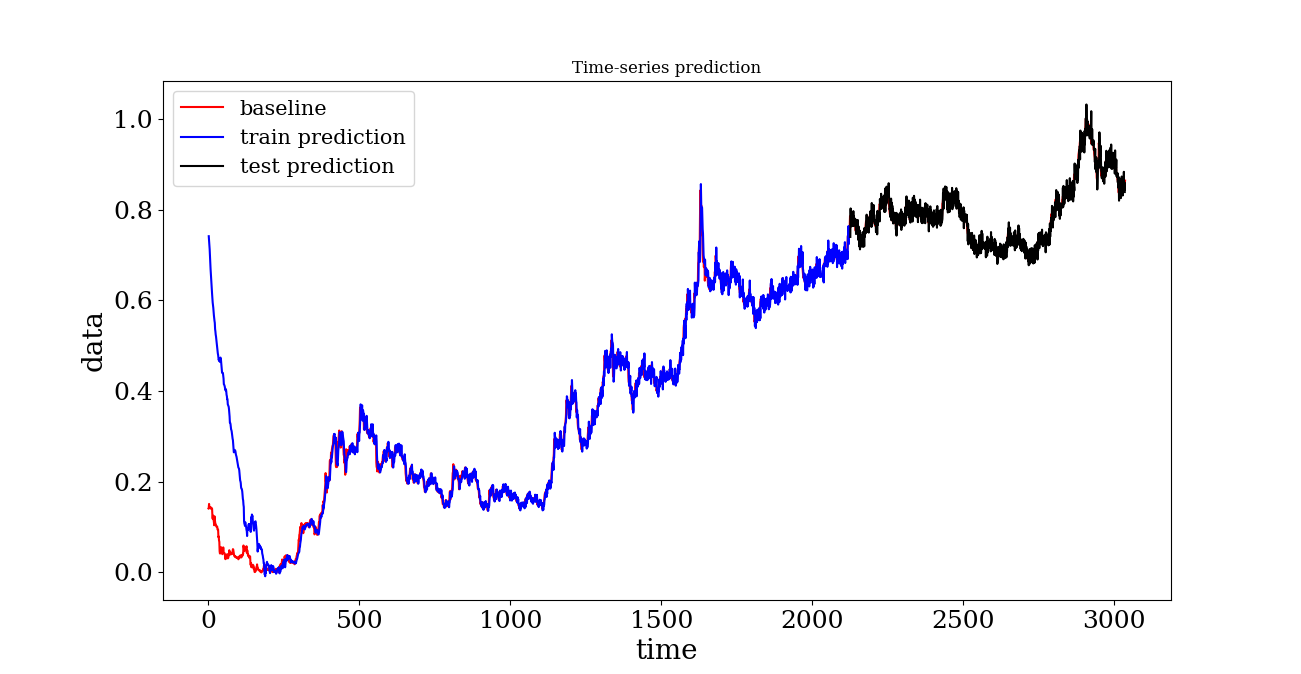 Time-series prediction
baseline
train prediction
test prediction
1.0
0.8
0.6
0.4
0.2
0.0
data
0 500 1000 1500 2000 2500 3000
time